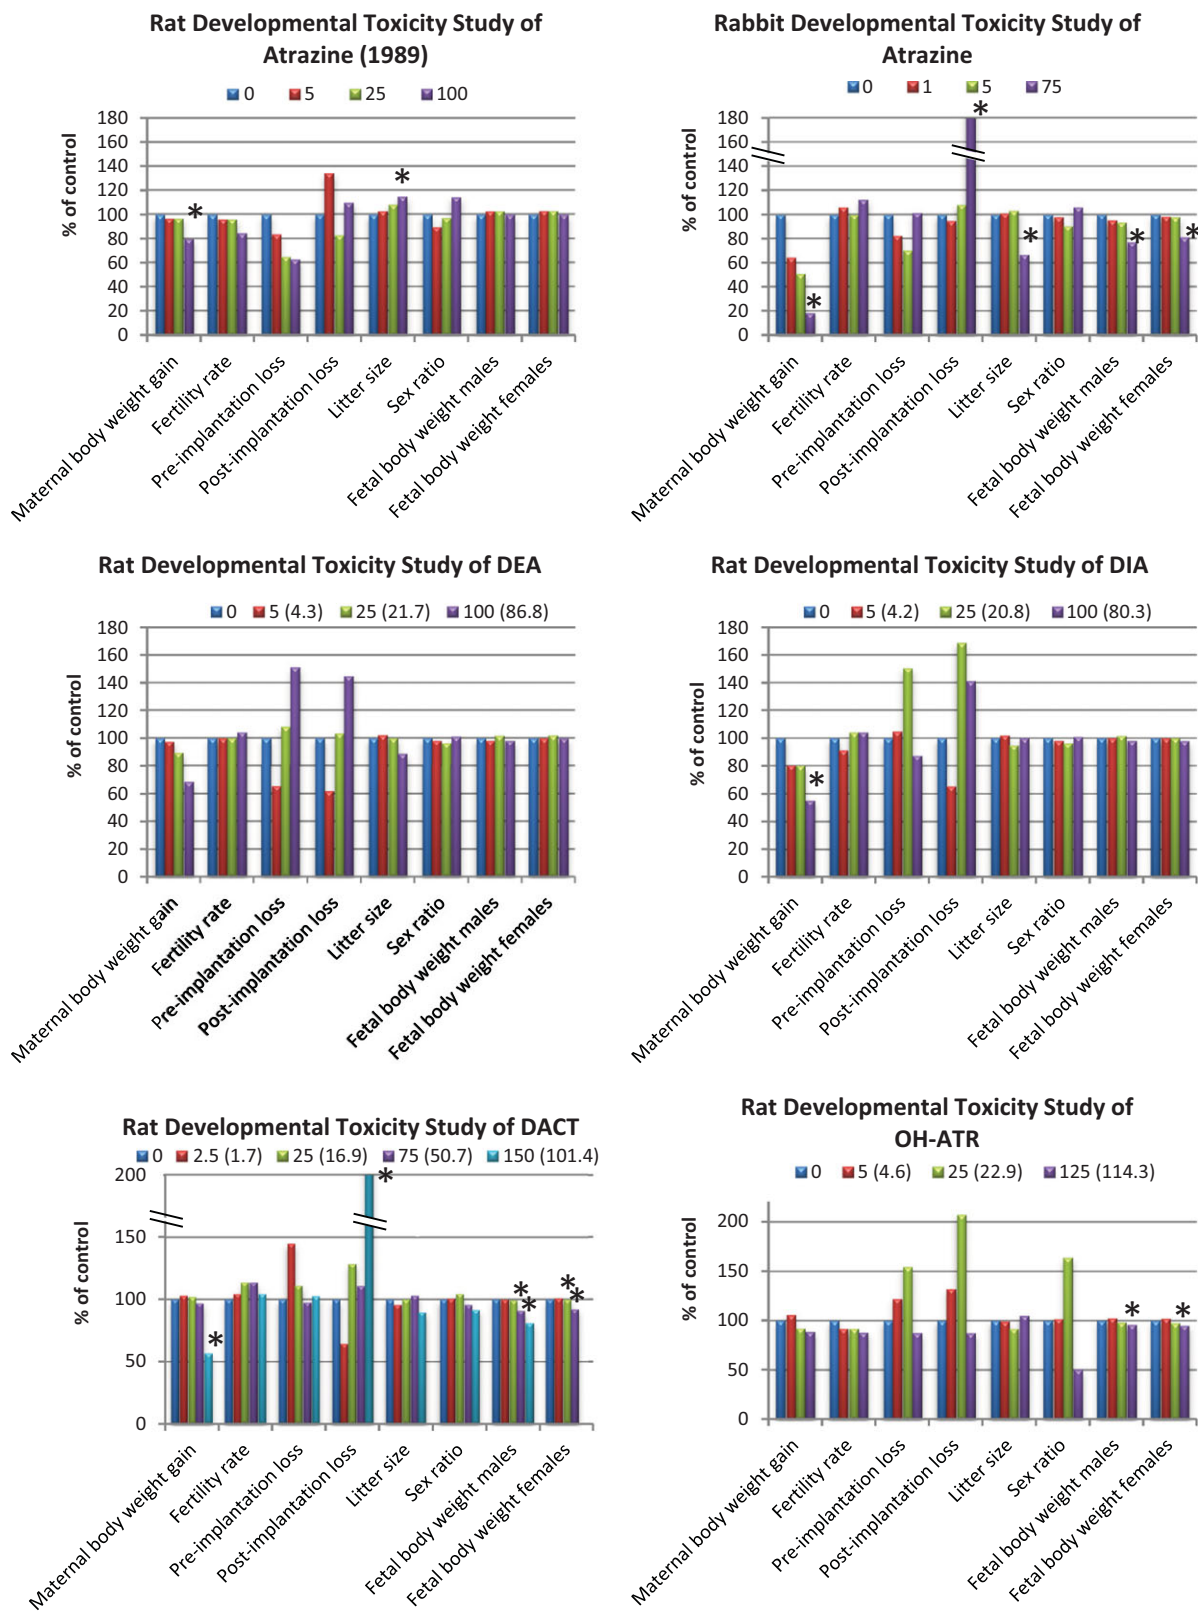 Rat Developmental Toxicity Study of
Atrazine (1989)
0 5 25 100
% of control
180
160
140
120
100
80
60
40
20
0
*
*
Maternal body weight gain
Fertility rate
Pre-implantation loss
Post-implantation loss
Litter size
Sex ratio
Fetal body weight males
Fetal body weight females
Rabbit Developmental Toxicity Study of
Atrazine
0 1 5 75
% of control
180
160
140
120
100
80
60
40
20
0
*
*
*
*
*
Maternal body weight gain
Fertility rate
Pre-implantation loss
Post-implantation loss
Litter size
Sex ratio
Fetal body weight males
Fetal body weight females
Rat Developmental Toxicity Study of DEA
0 5 (4.3) 25 (21.7) 100 (86.8)
% of control
180
160
140
120
100
80
60
40
20
0
Maternal body weight gain
Fertility rate
Pre-implantation loss
Post-implantation loss
Litter size
Sex ratio
Fetal body weight males
Fetal body weight females
Rat Developmental Toxicity Study of DIA
0 5 (4.2) 25 (20.8) 100 (80.3)
% of control
180
160
140
120
100
80
60
40
20
0
*
Maternal body weight gain
Fertility rate
Pre-implantation loss
Post-implantation loss
Litter size
Sex ratio
Fetal body weight males
Fetal body weight females
Rat Developmental Toxicity Study of DACT
0 2.5 (1.7) 25 (16.9) 75 (50.7) 150 (101.4)
% of control
200
150
100
50
0
*
*
*
*
*
*
Maternal body weight gain
Fertility rate
Pre-implantation loss
Post-implantation loss
Litter size
Sex ratio
Fetal body weight males
Fetal body weight females
Rat Developmental Toxicity Study of
OH-ATR
0 5 (4.6) 25 (22.9) 125 (114.3)
% of control
200
150
100
50
0
*
*
Maternal body weight gain
Fertility rate
Pre-implantation loss
Post-implantation loss
Litter size
Sex ratio
Fetal body weight males
Fetal body weight females